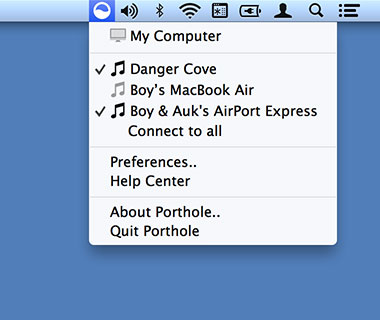 My Computer
Danger Cove
Boy's MacBook Air
Boy & Auk's AirPort Express
Connect to all
Preferences..
Help Center
About Porthole..
Quit Porthole